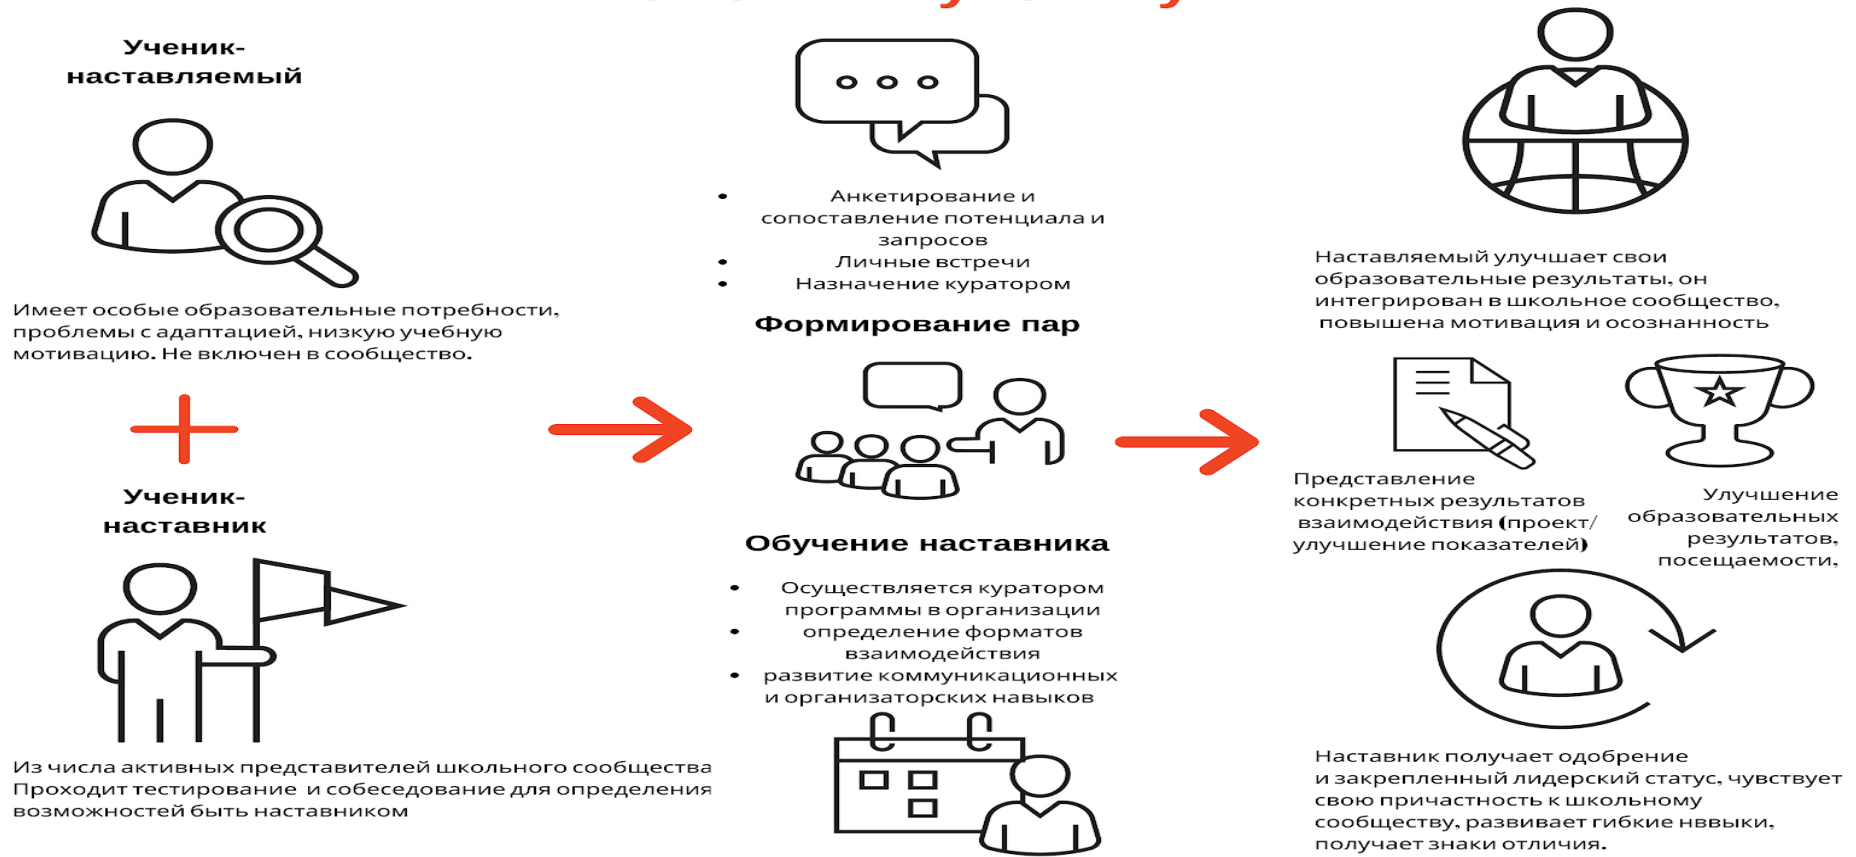 Ученик-
наставляемый
Имеет особые образовательные потребности,
проблемы с адаптацией, низкую учебную
мотивацию. Не включен в сообщество.
Ученик-
наставник
Из числа активных представителей школьного сообщества
Проходит тестирование и собеседование для определения
возможностей быть наставником
• Анкетирование и
сопоставление потенциала и
запросов
• Личные встречи
• Назначение куратором
Формирование пар
Обучение наставника
• Осуществляется куратором
программы в организации
• определение форматов
взаимодействия
• развитие коммуникационных
и организаторских навыков
Наставляемый улучшает свои
образовательные результаты, он
интегрирован в школьное сообщество,
повышена мотивация и осознанность
Представление
конкретных результатов
взаимодействия (проект/
улучшение показателей)
Улучшение
образовательных
результатов,
посещаемости,
Наставник получает одобрение
и закрепленный лидерский статус, чувствует
свою причастность к школьному
сообществу, развивает гибкие нввыки,
получает знаки отличия.